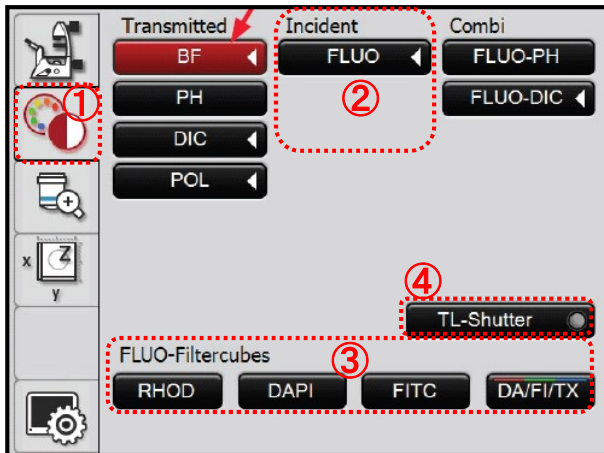 Transmitted Incident Combi
BF FLUO FLUO-PH
① ②
PH FLUO-DIC
DIC
POL
x Z
y
④
TL-Shutter
FLUO-Filtercubes ③
RHOD DAPI FITC DA/FI/TX